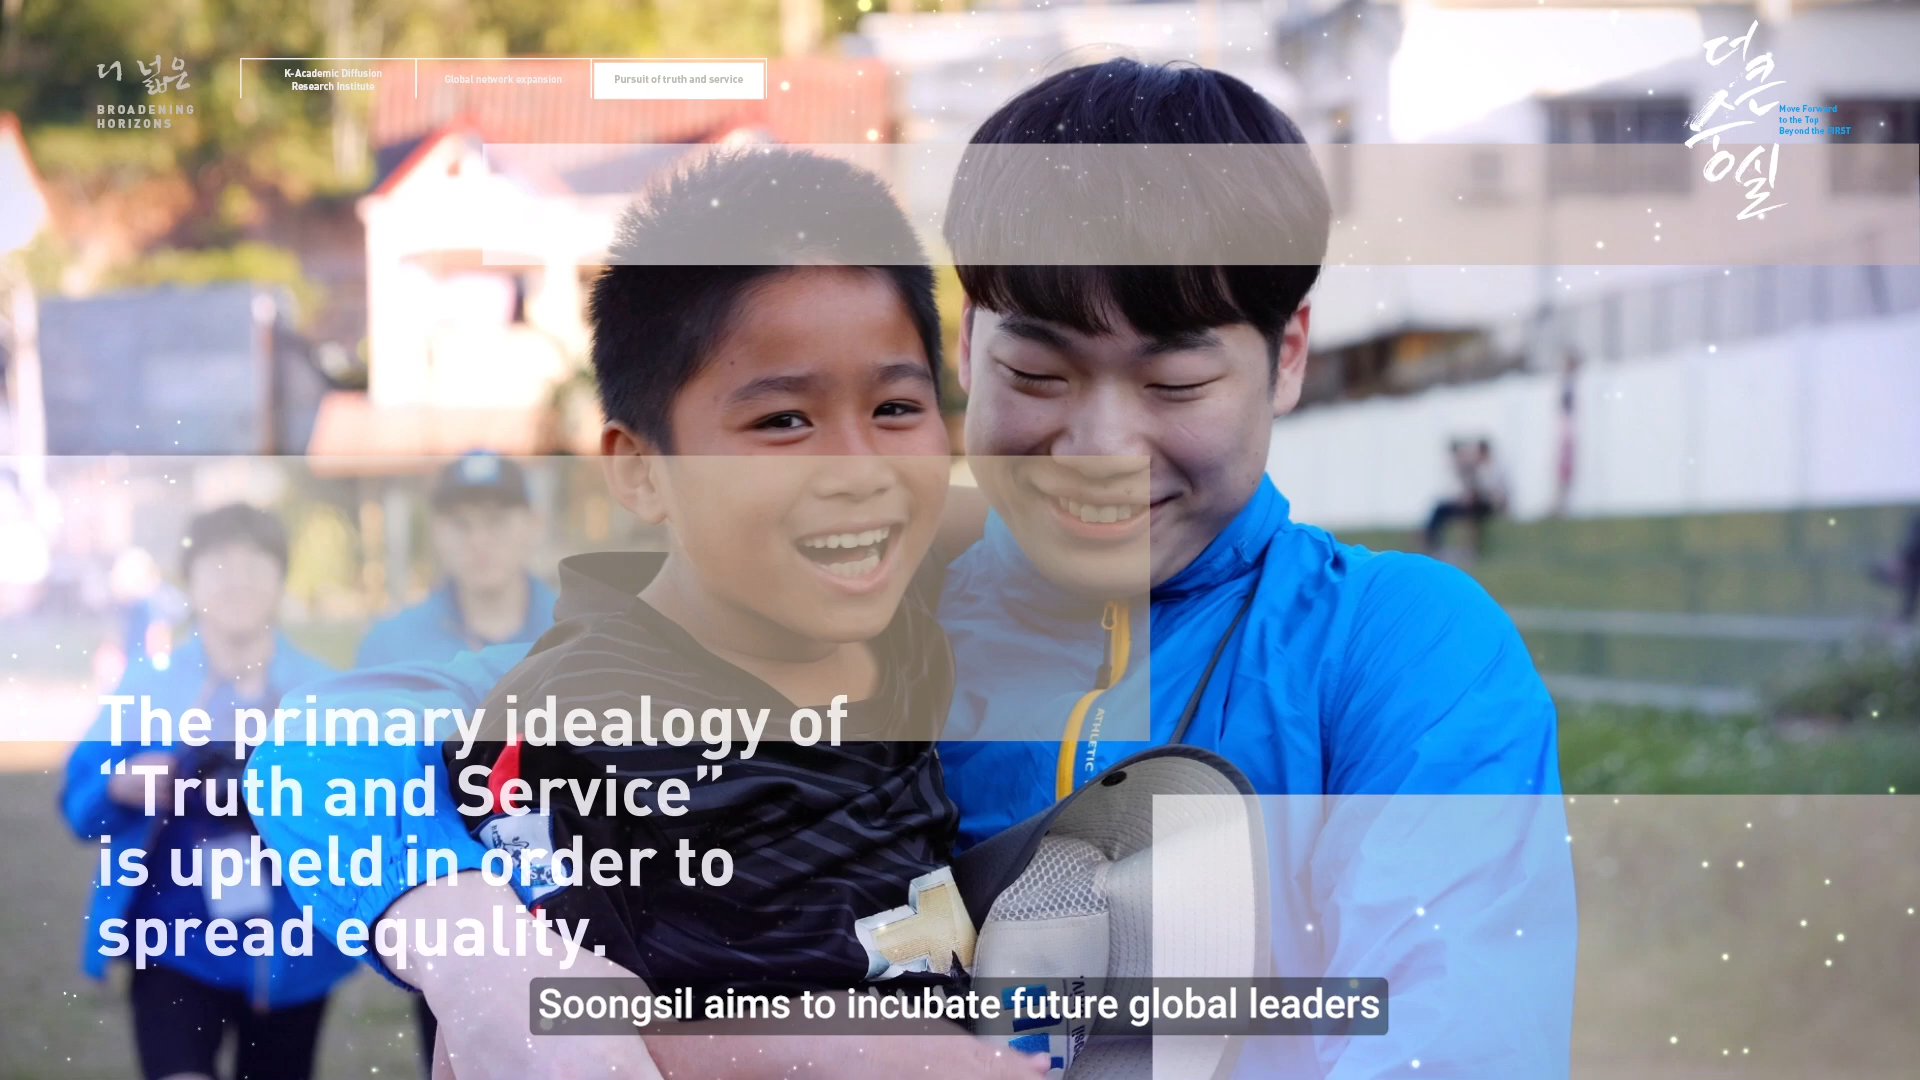 더 넓은
BROADENING
HORIZONS
K-Academic Diffusion
Research Institute
Global network expansion
Pursuit of truth and service
더 큰
숭실
Move Forward
to the Top
Beyond the FIRST
ATHLETIC
The primary idealogy of
“Truth and Service”
is upheld in order to
spread equality.
Soongsil aims to incubate future global leaders